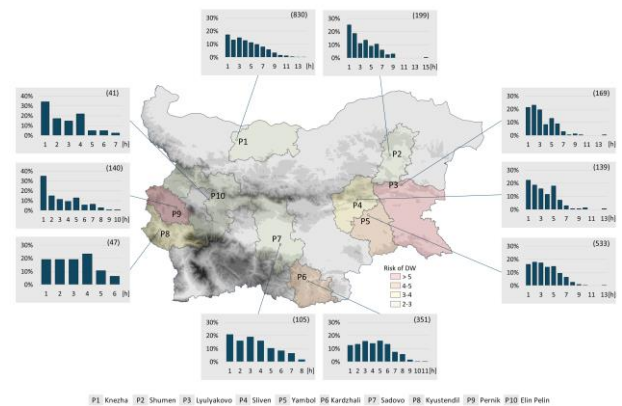 (830)
30%
20%
10%
0%
1 3 5 7 9 11 13 [h]
(199)
30%
20%
10%
0%
1 3 5 7 9 15 [h]
(41)
40%
30%
20%
10%
0%
1 2 3 4 5 6 7 [h]
(169)
30%
20%
10%
0%
1 3 5 7 9 13 [h]
(140)
40%
30%
20%
10%
0%
1 2 3 4 5 6 7 8 9 10 [h]
(139)
30%
20%
10%
0%
1 3 5 7 9 13 [h]
(47)
40%
30%
20%
10%
0%
1 2 3 4 5 6 [h]
(533)
30%
20%
10%
0%
1 3 5 7 9 13 [h]
P1
P2
P10
P3
P9
P4
P8
P5
P7
P6
Risk of DW
> 5
4-5
3-4
2-3
(105)
30%
20%
10%
0%
1 2 3 4 5 6 7 8 [h]
(351)
30%
20%
10%
0%
1 2 3 4 5 6 7 8 9 10 11 [h]
P1 Knezha P2 Shumen P3 Lyulyakovo P4 Sliven P5 Yambol P6 Kardzhali P7 Sadovo P8 Kyustendil P9 Pernik P10 Elin Pelin